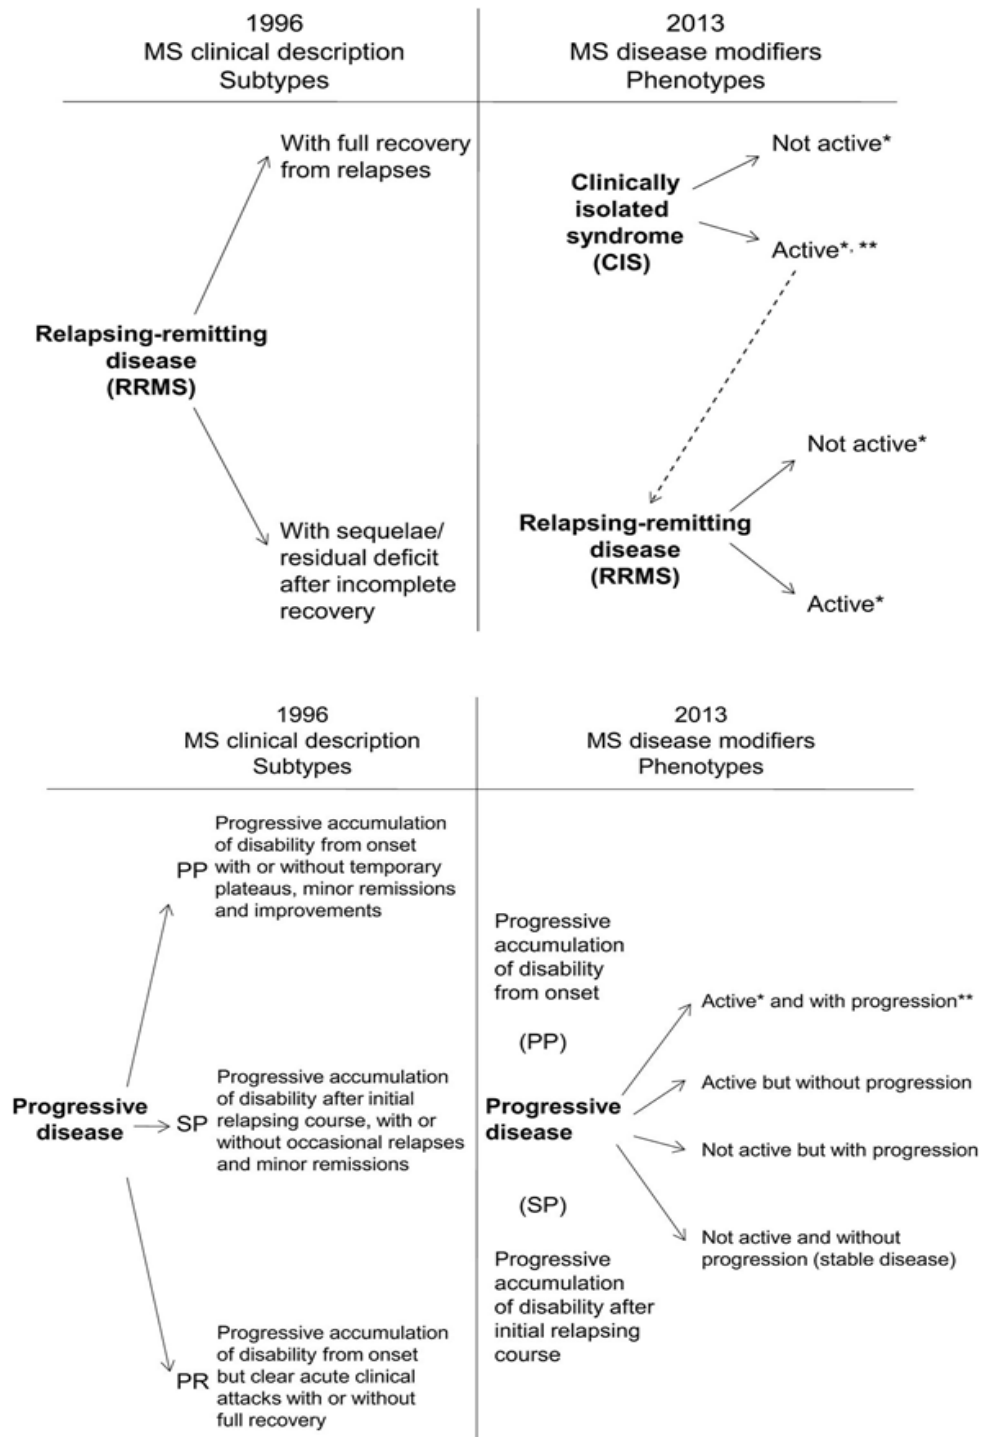 1996
MS clinical description
Subtypes
2013
MS disease modifiers
Phenotypes
With full recovery
from relapses
Relapsing-remitting
disease
(RRMS)
With sequelae/
residual deficit
after incomplete
recovery
Not active*
Clinically
isolated
syndrome
(CIS)
Active*, **
Not active*
Relapsing-remitting
disease
(RRMS)
Active*
1996
MS clinical description
Subtypes
2013
MS disease modifiers
Phenotypes
Progressive accumulation
of disability from onset
PP with or without temporary
plateaus, minor remissions
and improvements
Progressive
disease
Progressive accumulation
of disability after initial
SP relapsing course, with or
without occasional relapses
and minor remissions
Progressive accumulation
of disability from onset
PR but clear acute clinical
attacks with or without
full recovery
Progressive
accumulation
of disability
from onset
(PP)
Progressive
disease
(SP)
Progressive
accumulation
of disability after
initial relapsing
course
Active* and with progression**
Active but without progression
Not active but with progression
Not active and without
progression (stable disease)